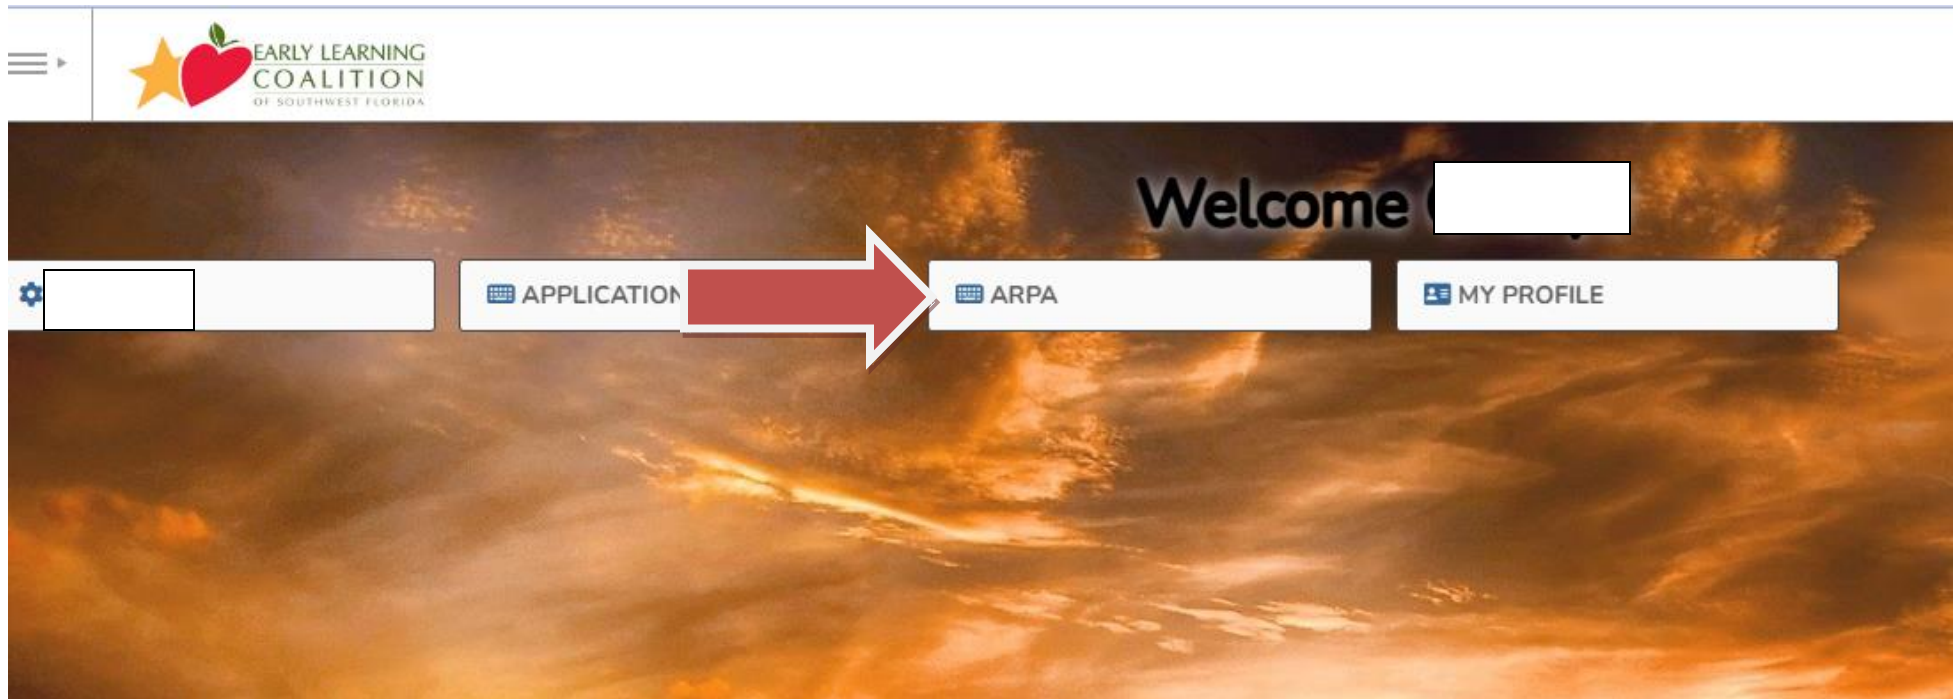 EARLY LEARNING
COALITION
OF SOUTHWEST FLORIDA
Welcome
APPLICATION
ARPA
MY PROFILE